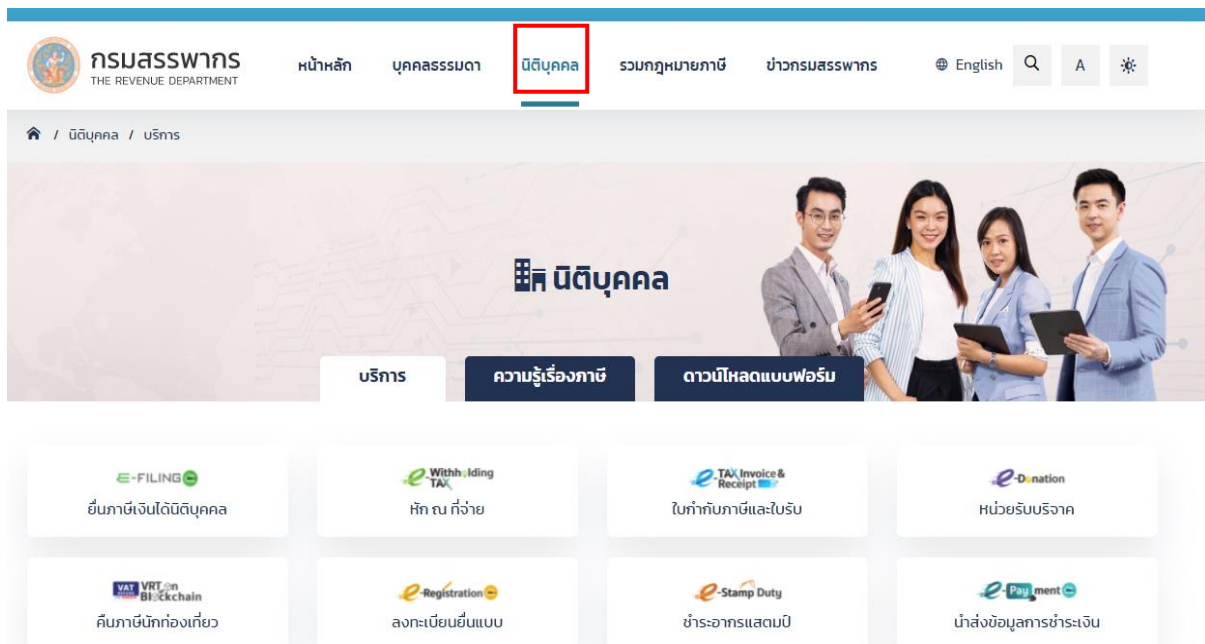 กรมสรรพากร
THE REVENUE DEPARTMENT
หน้าหลัก บุคคลธรรมดา นิติบุคคล รวมกฎหมายภาษี ข่าวกรมสรรพากร English A
/ นิติบุคคล / บริการ
นิติบุคคล
บริการ ความรู้เรื่องภาษี ดาวน์โหลดแบบฟอร์ม
E-FILING
ยื่นภาษีเงินได้นิติบุคคล
e-Withholding
TAX
หัก ณ ที่จ่าย
e-TAX Invoice &
Receipt
ใบกำกับภาษีและใบรับ
e-Donation
หน่วยรับบริจาค
VAT VRT on
Blockchain
คืนภาษีนักท่องเที่ยว
e-Registration
ลงทะเบียนยื่นแบบ
e-Stamp Duty
ชำระอากรแสตมป์
e-Payment
นำส่งข้อมูลการชำระเงิน